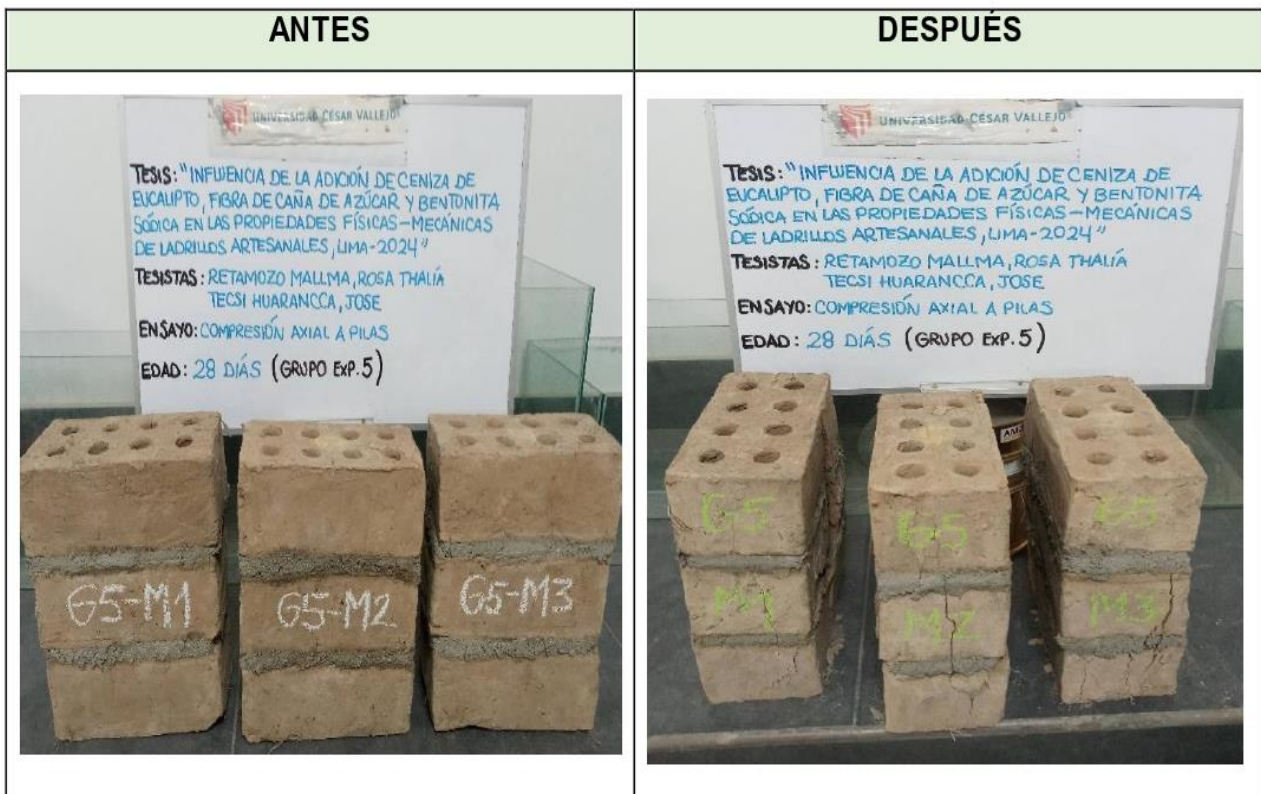 ANTES
DESPUÉS
UNIVERSIDAD CÉSAR VALLEJO
TESIS: "INFLUENCIA DE LA ADICIÓN DE CENIZA DE
EUCALIPTO, FIBRA DE CAÑA DE AZÚCAR Y BENTONITA
SÓDICA EN LAS PROPIEDADES FÍSICAS-MECÁNICAS
DE LADRILLOS ARTESANALES, LIMA-2024"
TESISTAS: RETAMOZO MALLMA, ROSA THALÍA
TECSI HUARANCCA, JOSE
ENSAYO: COMPRESIÓN AXIAL A PILAS
EDAD: 28 DÍAS (GRUPO EXP. 5)
G5-M1
G5-M2
G5-M3
UNIVERSIDAD CÉSAR VALLEJO
TESIS: "INFLUENCIA DE LA ADICIÓN DE CENIZA DE
EUCALIPTO, FIBRA DE CAÑA DE AZÚCAR Y BENTONITA
SÓDICA EN LAS PROPIEDADES FÍSICAS-MECÁNICAS
DE LADRILLOS ARTESANALES, LIMA-2024"
TESISTAS: RETAMOZO MALLMA, ROSA THALÍA
TECSI HUARANCCA, JOSE
ENSAYO: COMPRESIÓN AXIAL A PILAS
EDAD: 28 DÍAS (GRUPO EXP. 5)
G5
M1
G5
M2
G5
M3